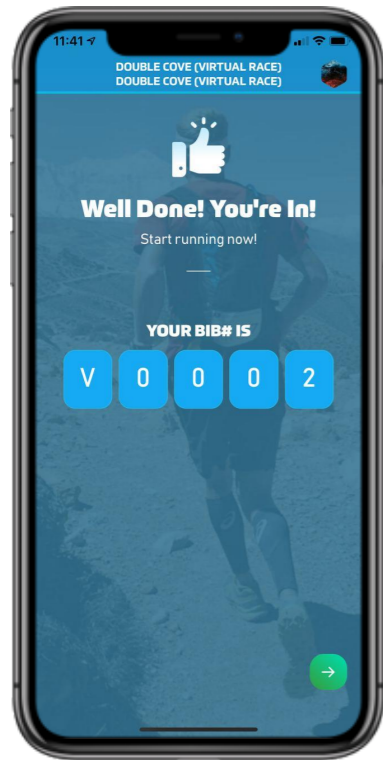 11:41
DOUBLE COVE (VIRTUAL RACE)
DOUBLE COVE (VIRTUAL RACE)
Well Done! You're In!
Start running now!
YOUR BIB# IS
V 0 0 0 2